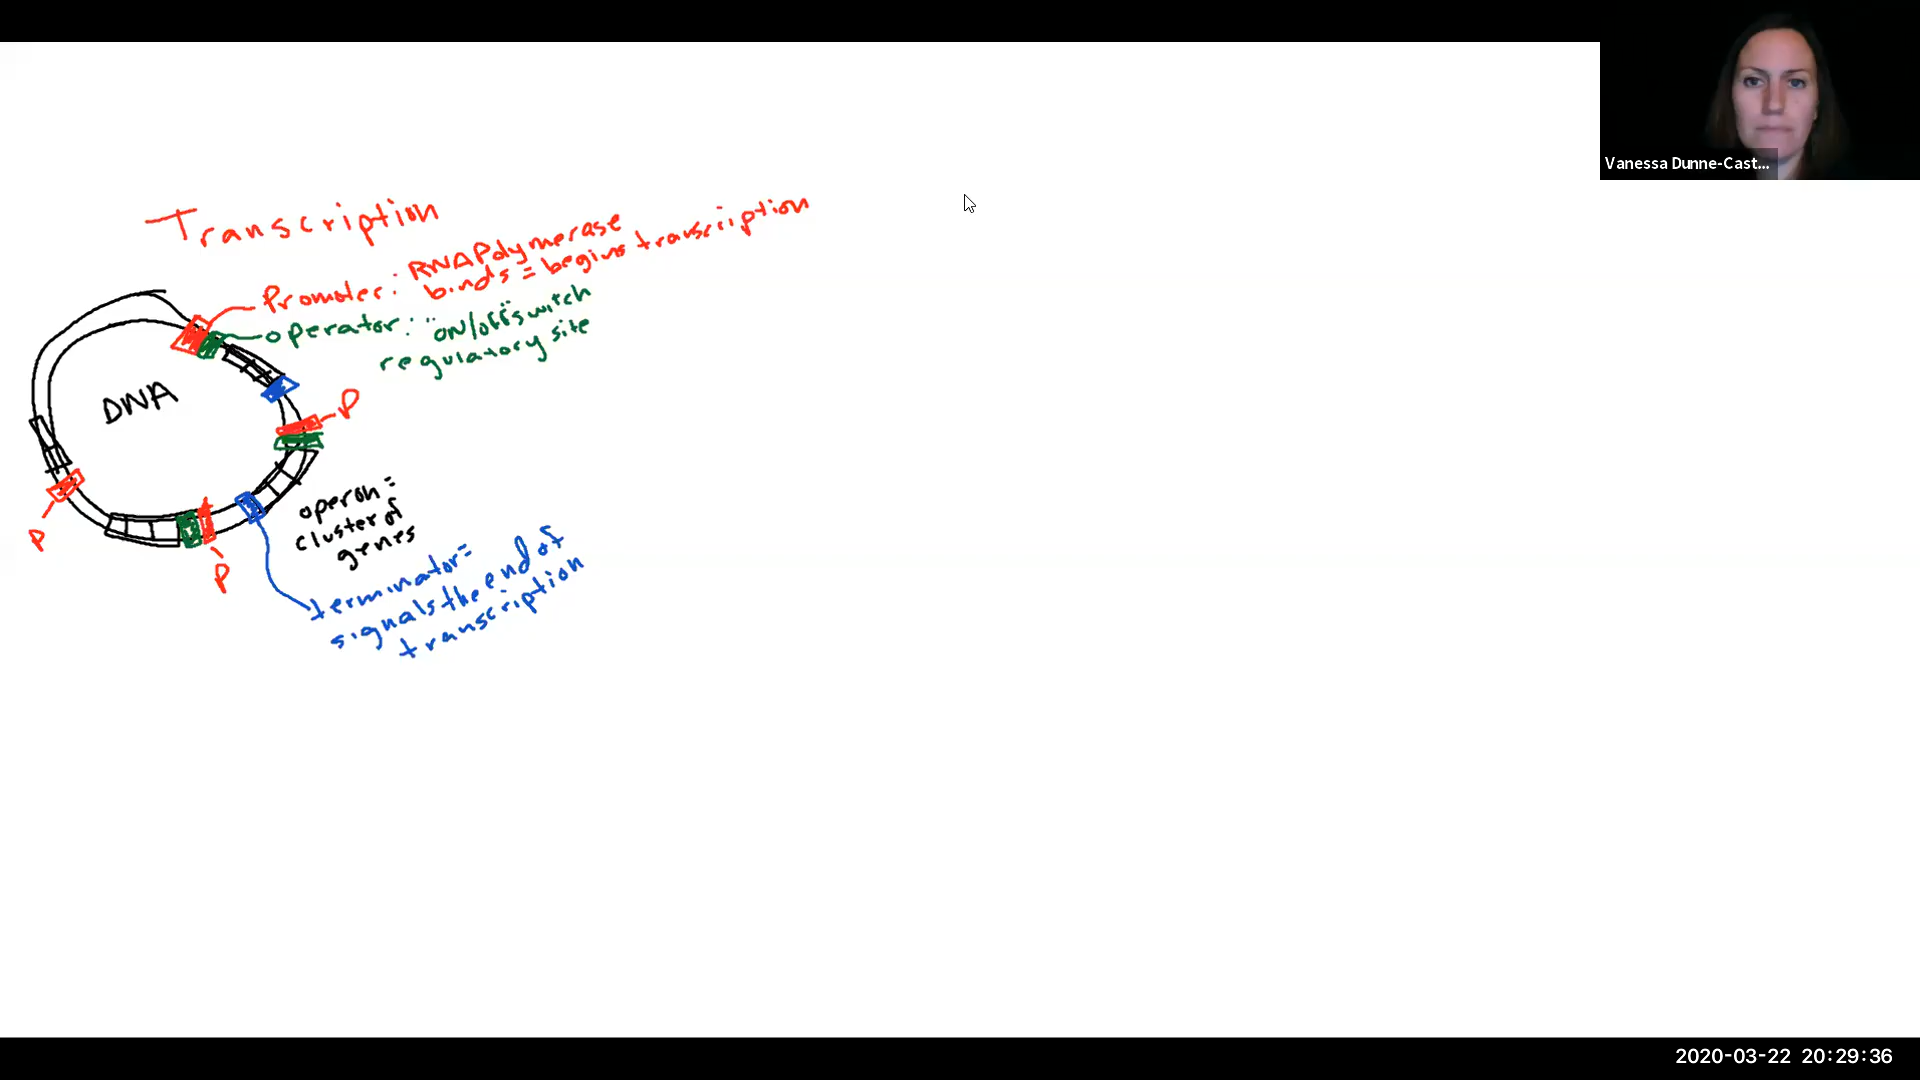 Vanessa Dunne-Cast...
Transcription
Promoter: RNA Polymerase
binds = begins transcription
operator: "on/off" switch
regulatory site
DNA
P
operon =
cluster of
genes
P
P
terminator=
signals the end of
transcription
2020-03-22 20:29:36